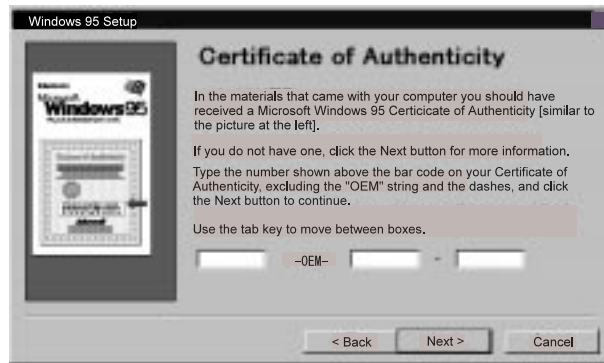 Windows 95 Setup
Certificate of Authenticity
Microsoft
Windows 95
In the materials that came with your computer you should have
received a Microsoft Windows 95 Certicicate of Authenticity [similar to
the picture at the left].
If you do not have one, click the Next button for more information.
Type the number shown above the bar code on your Certificate of
Authenticity, excluding the "OEM" string and the dashes, and click
the Next button to continue.
Use the tab key to move between boxes.
-OEM- -
< Back Next > Cancel